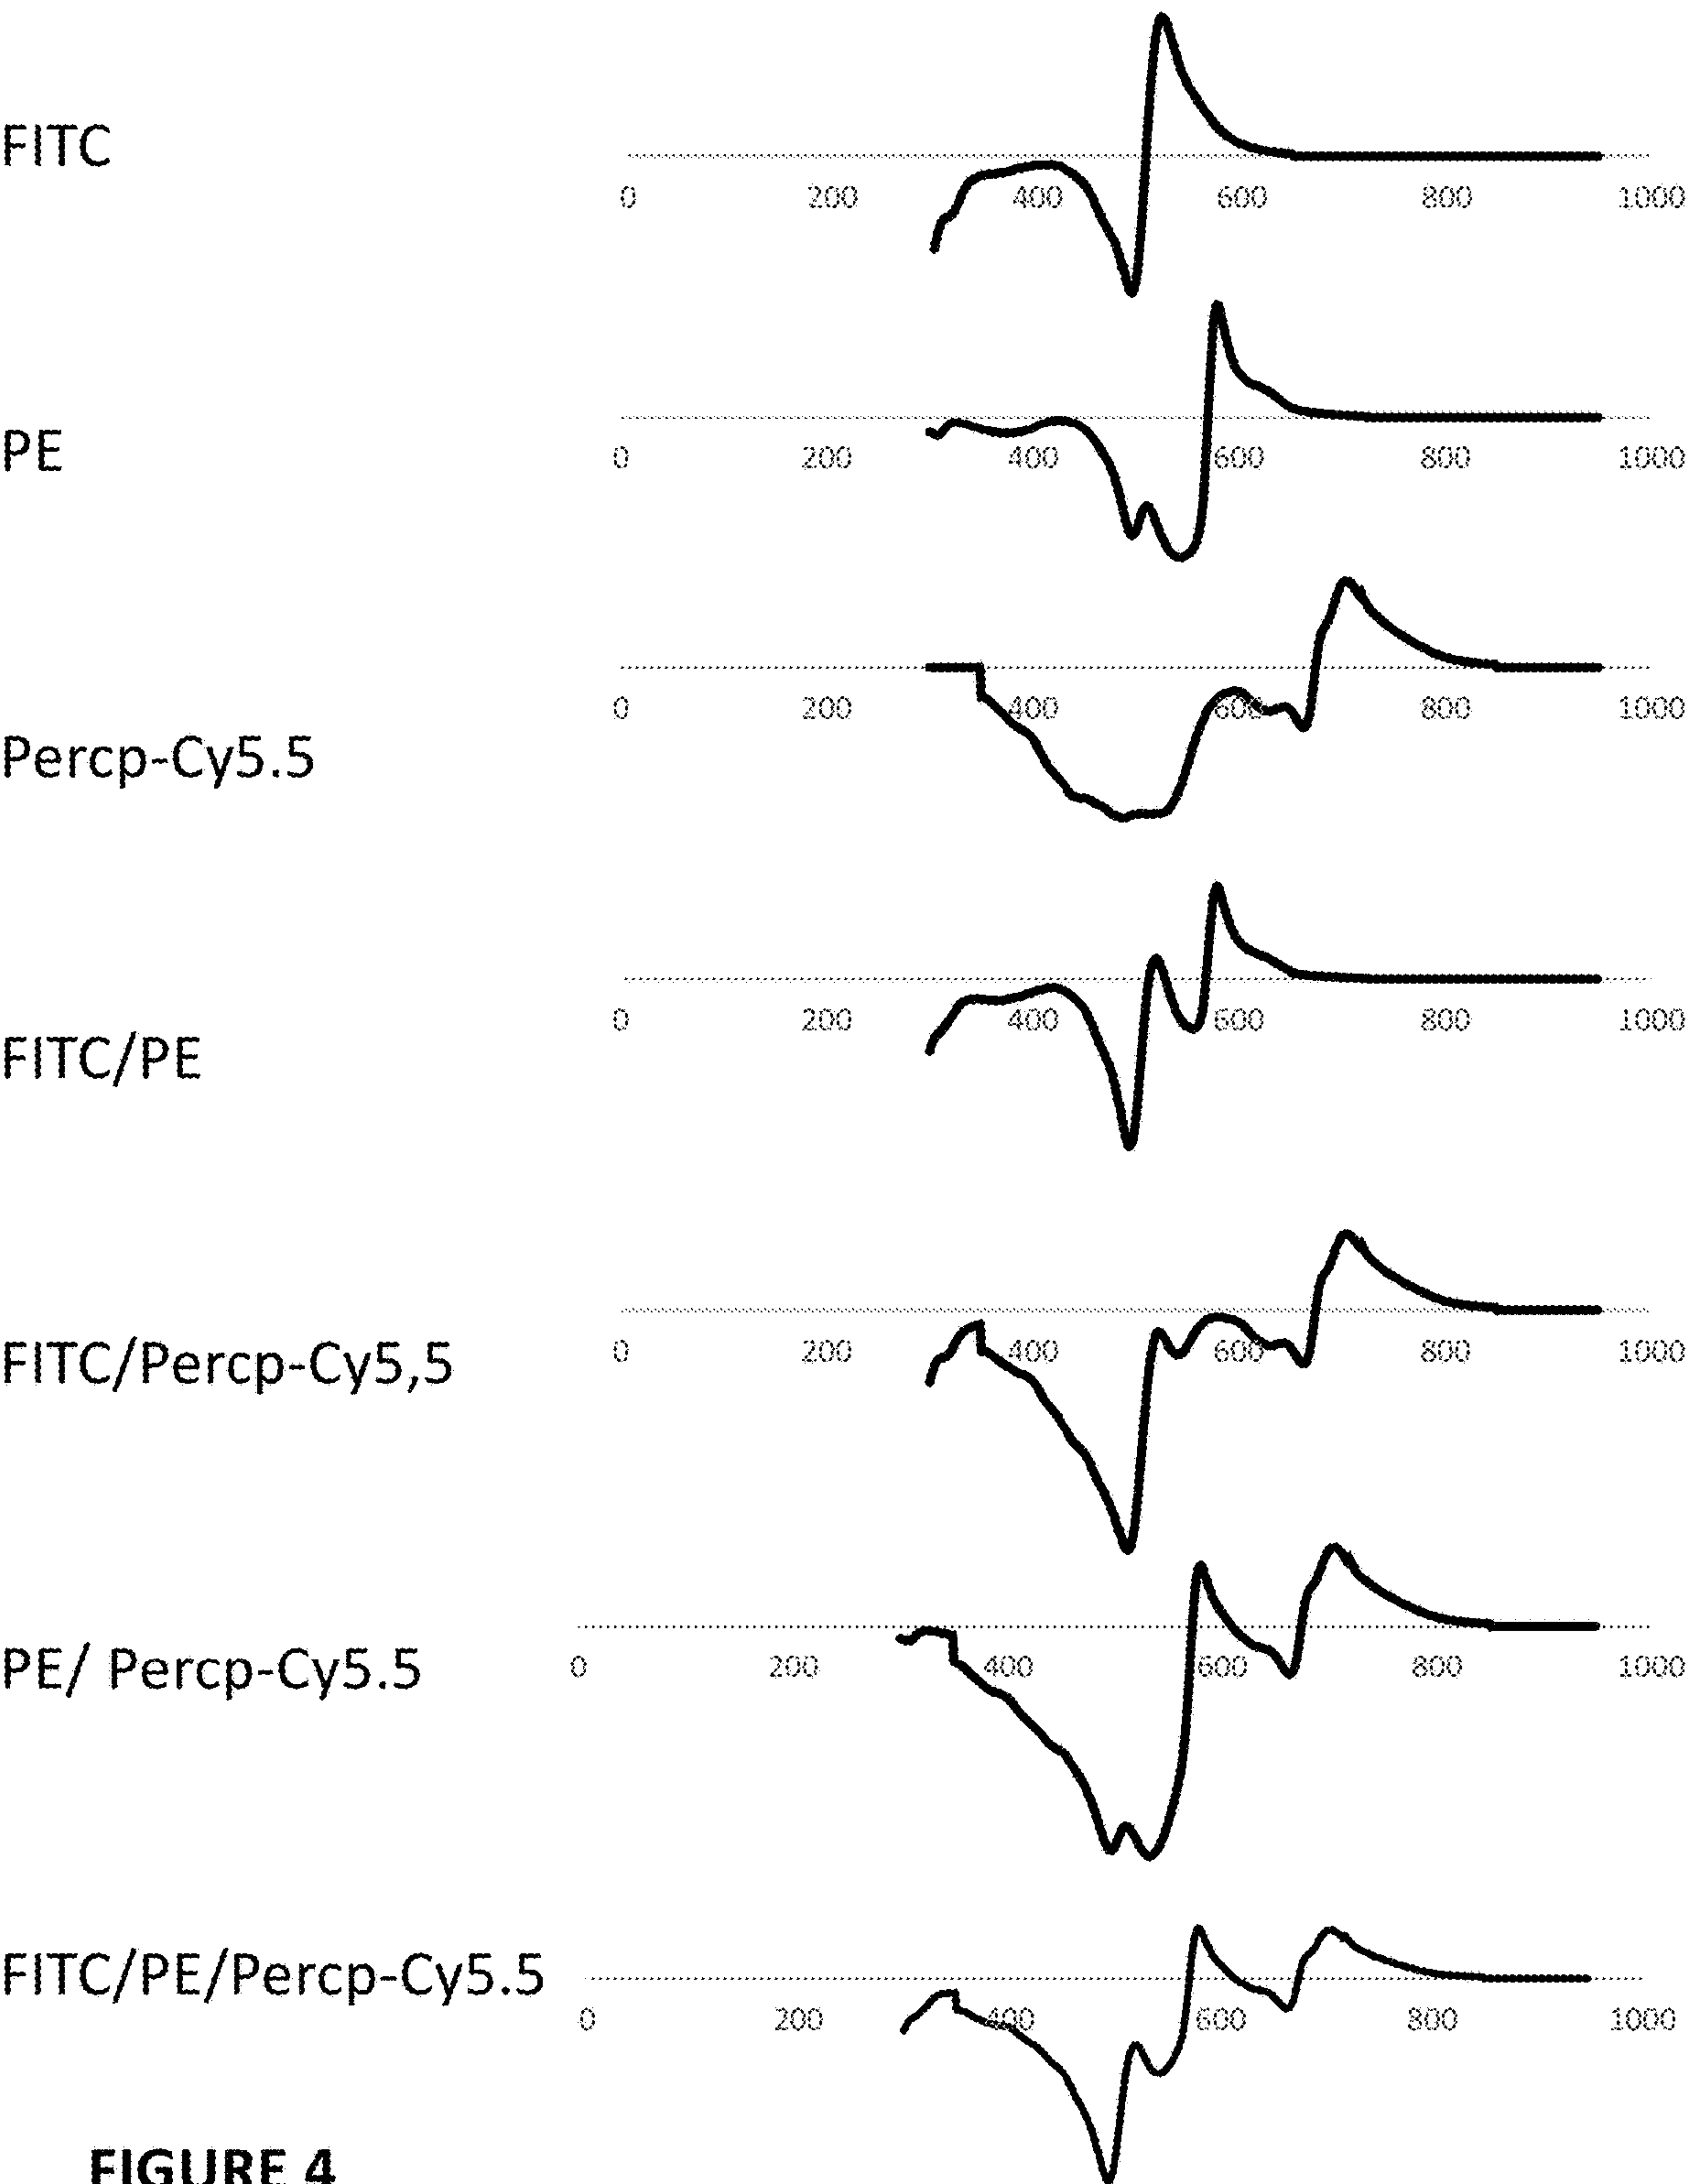 FITC
0 200 400 600 800 1000
PE
0 200 400 600 800 1000
Percp-Cy5.5
0 200 400 600 800 1000
FITC/PE
0 200 400 600 800 1000
FITC/Percp-Cy5,5
0 200 400 600 800 1000
PE/ Percp-Cy5.5
0 200 400 600 800 1000
FITC/PE/Percp-Cy5.5
0 200 400 600 800 1000
FIGURE 4